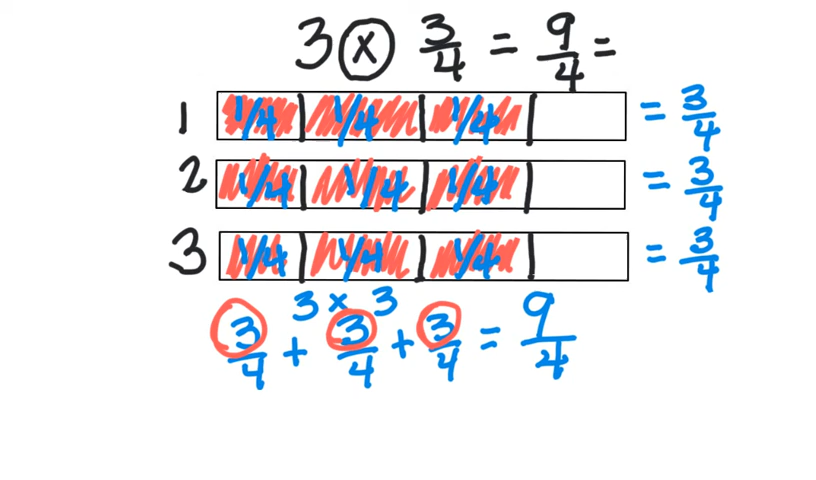 3 × 3/4 = 9/4 =
1 1/4 1/4 1/4 = 3/4
2 1/4 1/4 1/4 = 3/4
3 1/4 1/4 1/4 = 3/4
3 × 3
3/4 + 3/4 + 3/4 = 9/4